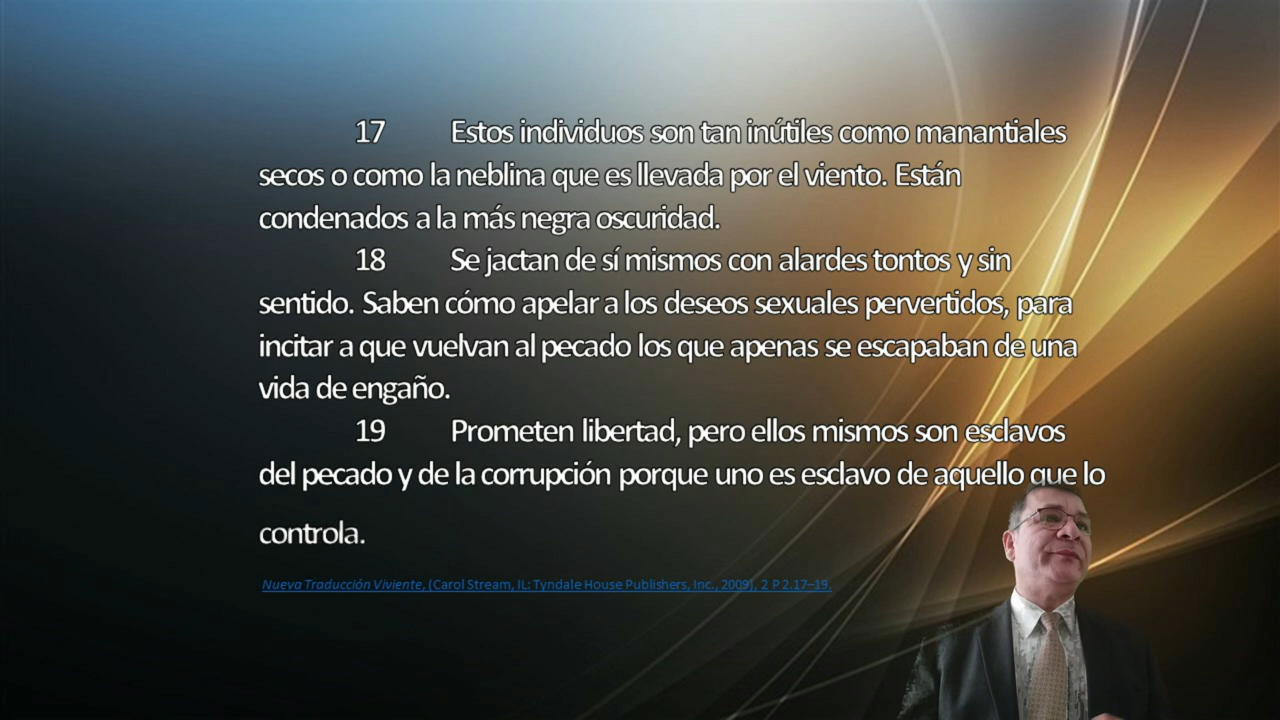 17 Estos individuos son tan inútiles como manantiales
secos o como la neblina que es llevada por el viento. Están
condenados a la más negra oscuridad.
18 Se jactan de sí mismos con alardes tontos y sin
sentido. Saben cómo apelar a los deseos sexuales pervertidos, para
incitar a que vuelvan al pecado los que apenas se escapaban de una
vida de engaño.
19 Prometen libertad, pero ellos mismos son esclavos
del pecado y de la corrupción porque uno es esclavo de aquello que lo
controla.
Nueva Traducción Viviente, (Carol Stream, IL: Tyndale House Publishers, Inc., 2009), 2 P 2.17–19.